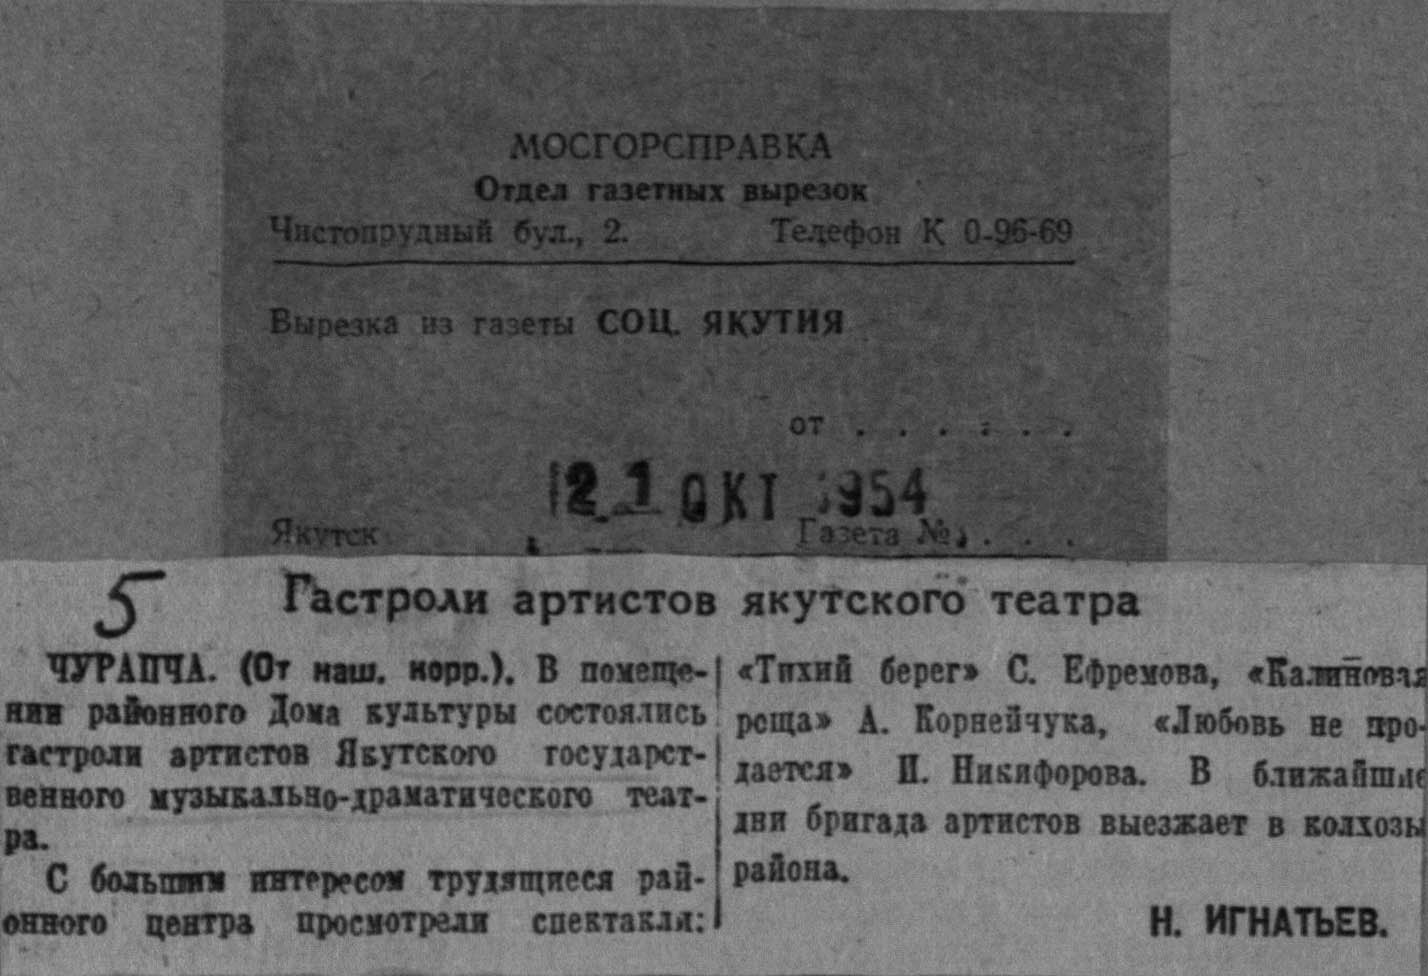 МОСГОРСПРАВКА
Отдел газетных вырезок
Чистопрудный бул., 2. Телефон К 0-96-69
Вырезка из газеты СОЦ. ЯКУТИЯ
от . . . . . .
21 ОКТ 1954
Якутск Газета № . . .
5
Гастроли артистов якутского театра
ЧУРАПЧА. (От наш. корр.). В помеще-
нии районного Дома культуры состоялись
гастроли артистов Якутского государст-
венного музыкально-драматического теат-
ра.
С большим интересом трудящиеся рай-
онного центра просмотрели спектакли:
«Тихий берег» С. Ефремова, «Калиновая
роща» А. Корнейчука, «Любовь не про-
дается» И. Никифорова. В ближайшие
дни бригада артистов выезжает в колхозы
района.
Н. ИГНАТЬЕВ.